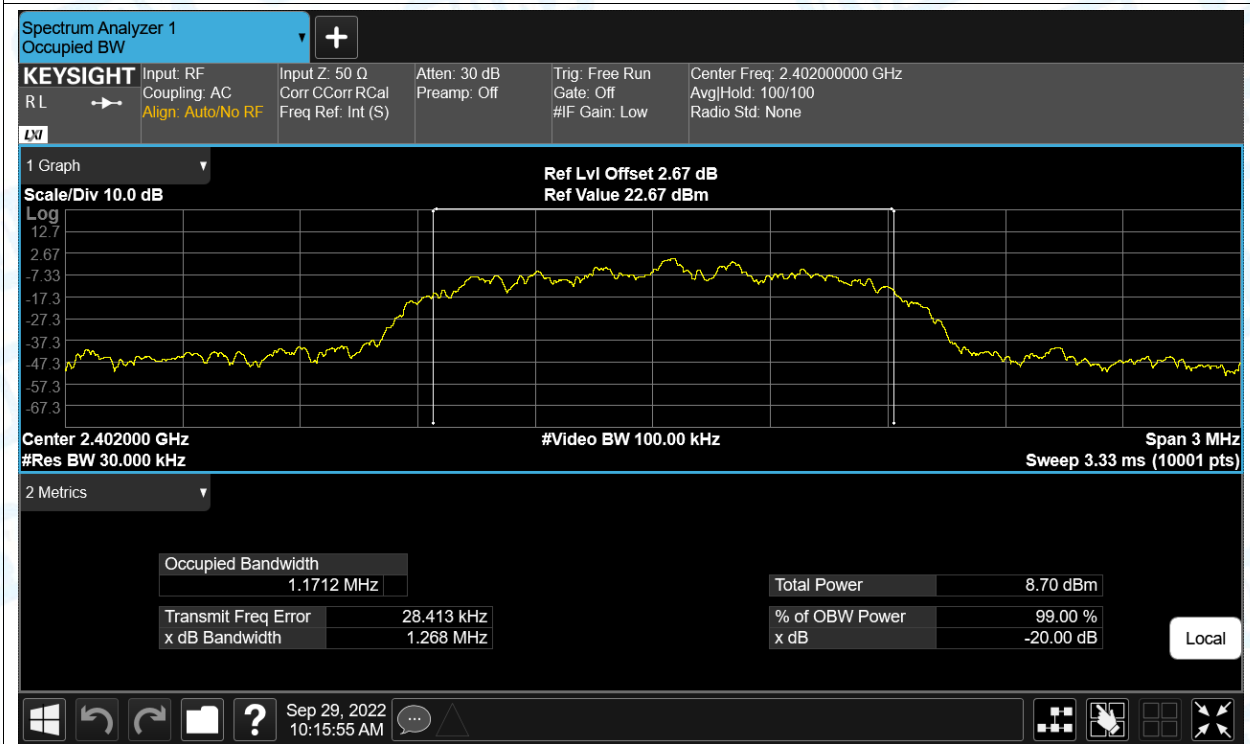 Spectrum Analyzer 1
Occupied BW
KEYSIGHT
R L
LXI
Input: RF
Coupling: AC
Align: Auto/No RF
Input Z: 50 Ω
Corr CCorr RCal
Freq Ref: Int (S)
Atten: 30 dB
Preamp: Off
Trig: Free Run
Gate: Off
#IF Gain: Low
Center Freq: 2.402000000 GHz
Avg|Hold: 100/100
Radio Std: None
1 Graph
Scale/Div 10.0 dB
Ref Lvl Offset 2.67 dB
Ref Value 22.67 dBm
Log
12.7
2.67
-7.33
-17.3
-27.3
-37.3
-47.3
-57.3
-67.3
Center 2.402000 GHz
#Res BW 30.000 kHz
#Video BW 100.00 kHz
Span 3 MHz
Sweep 3.33 ms (10001 pts)
2 Metrics
Occupied Bandwidth
1.1712 MHz
Transmit Freq Error 28.413 kHz
x dB Bandwidth 1.268 MHz
Total Power 8.70 dBm
% of OBW Power 99.00 %
x dB -20.00 dB
Local
?
Sep 29, 2022
10:15:55 AM